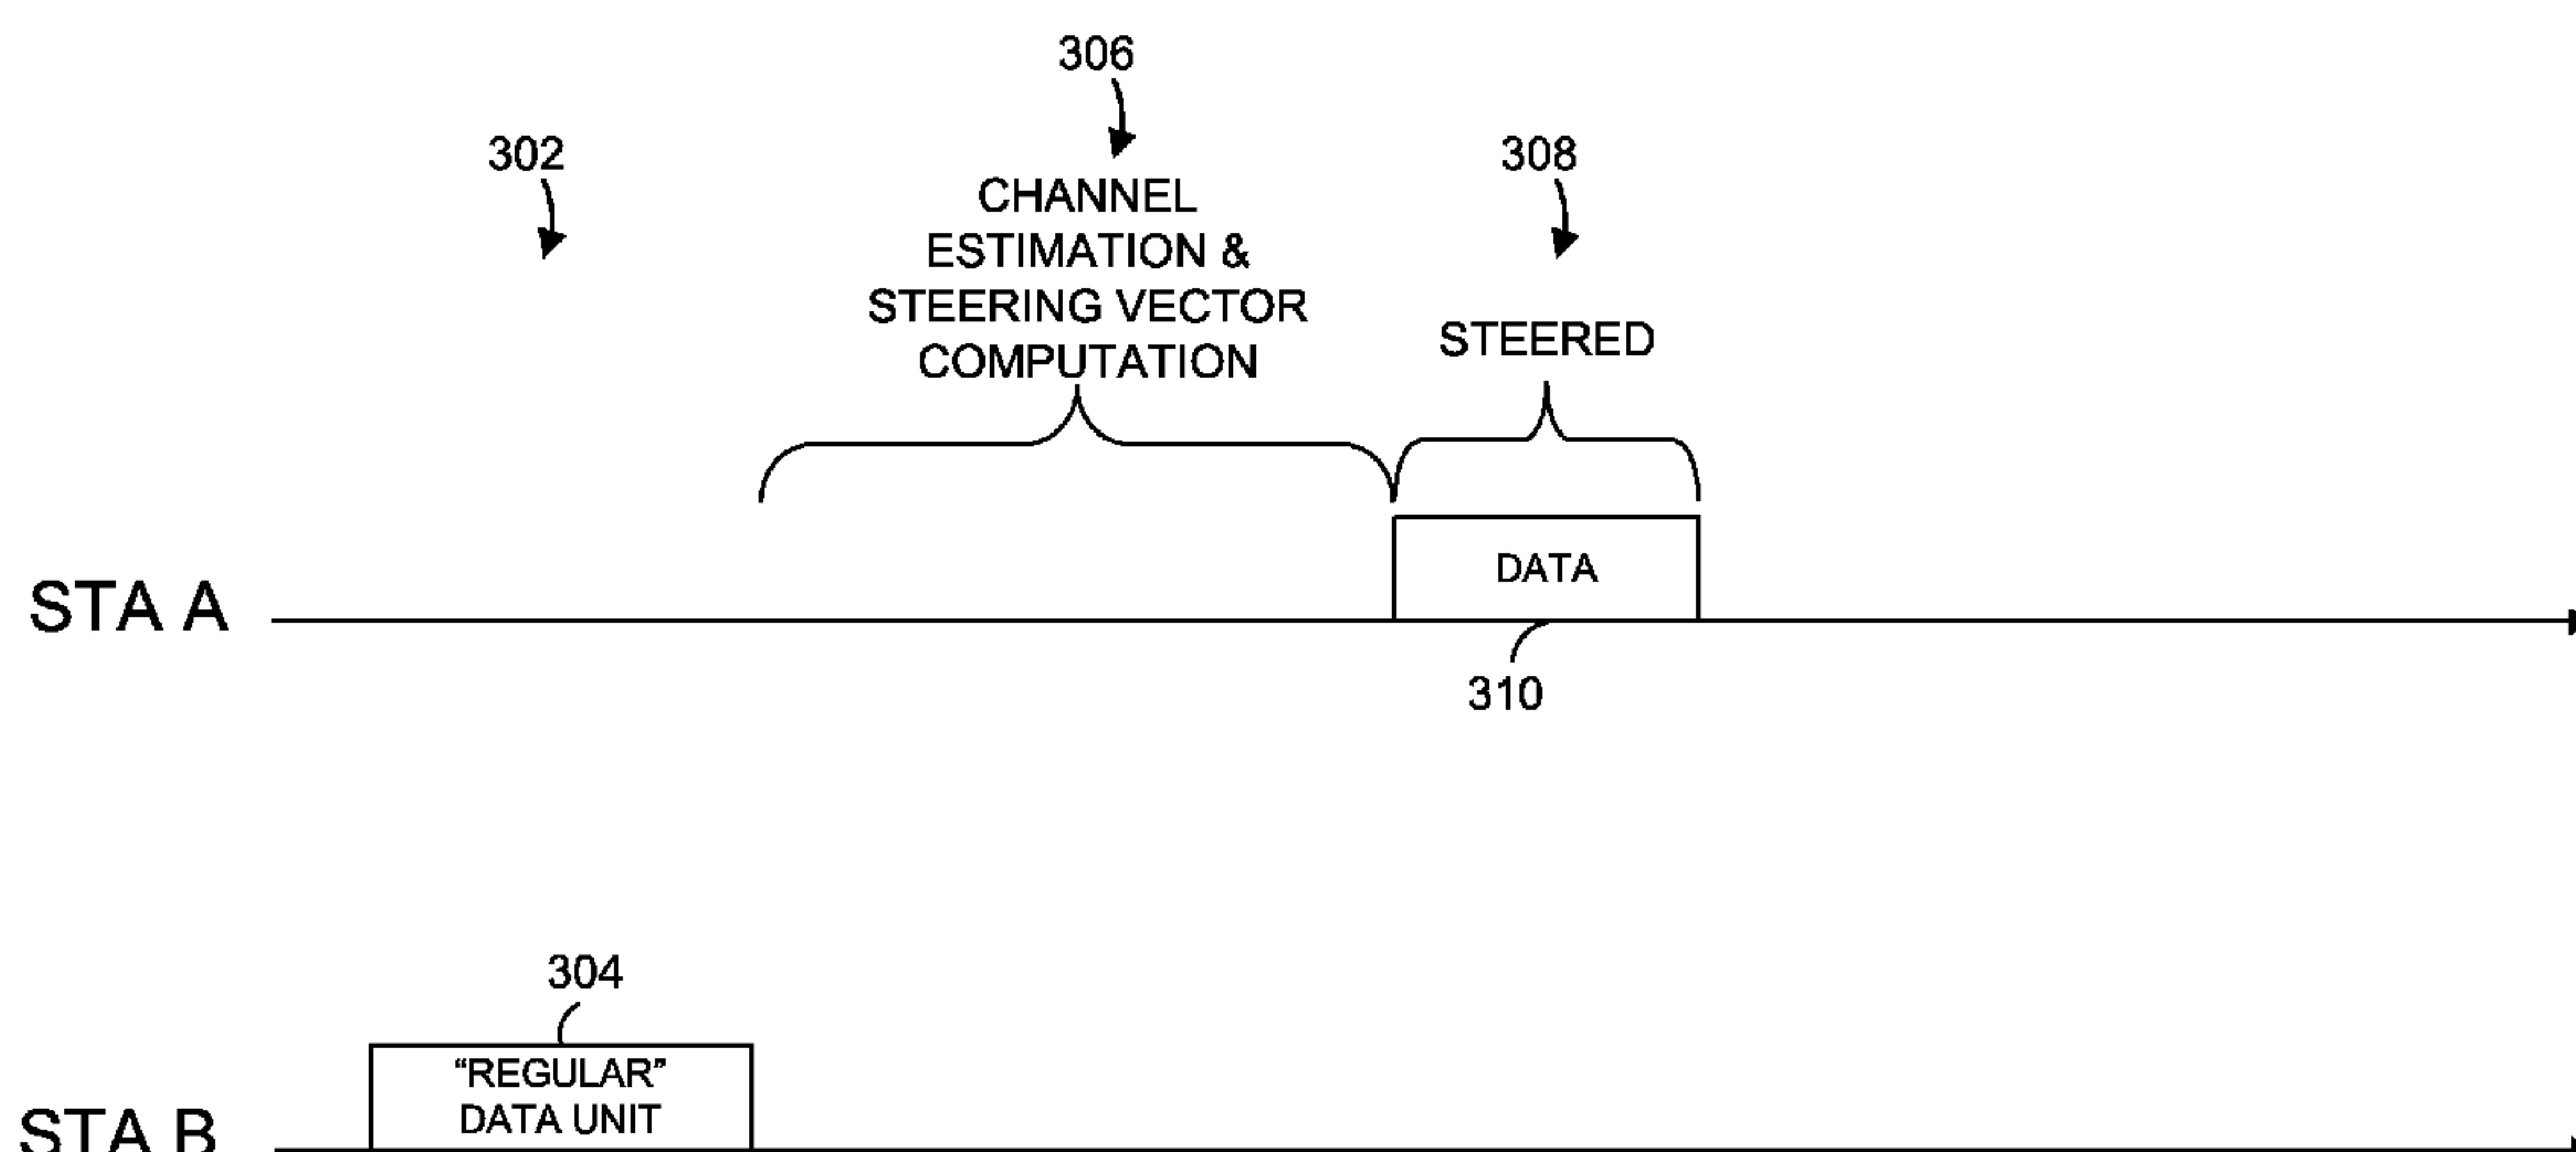 306
302
308
CHANNEL
ESTIMATION &
STEERING VECTOR
COMPUTATION
STEERED
DATA
STA A
310
304
"REGULAR"
DATA UNIT
STA B